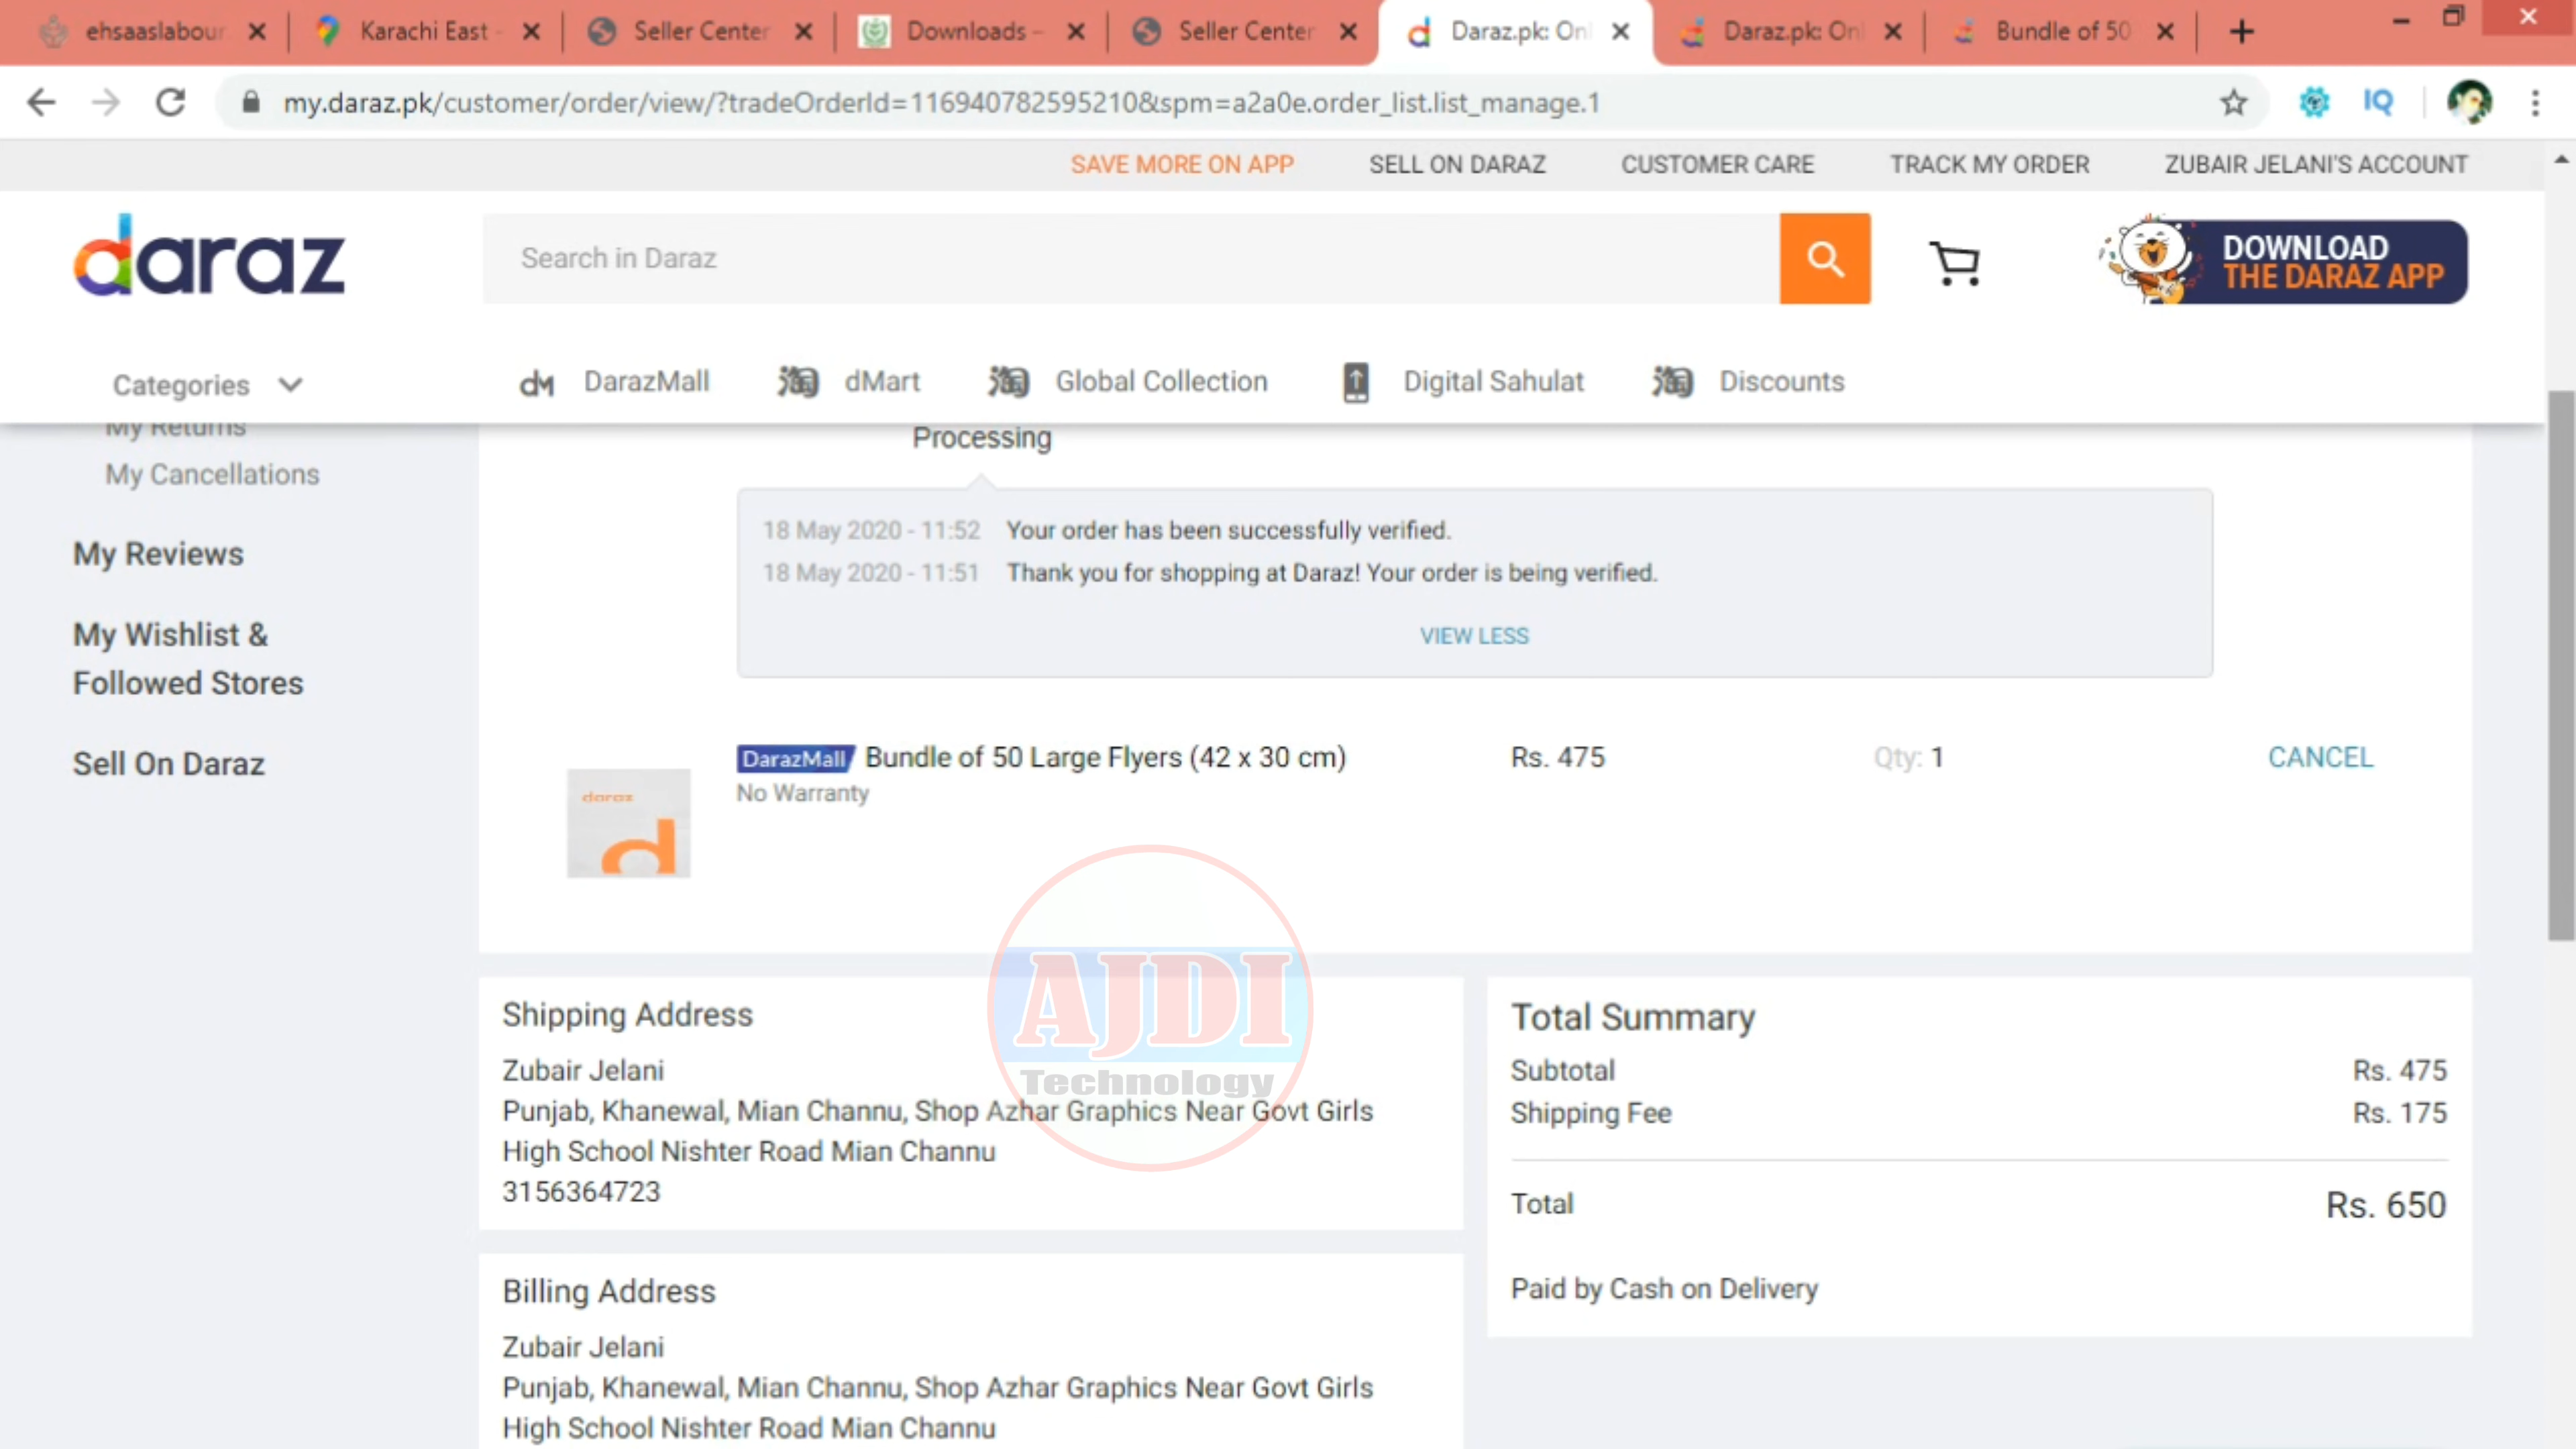 ehsaaslabour
Karachi East -
Seller Center
Downloads –
Seller Center
Daraz.pk: Onl
Daraz.pk: Onl
Bundle of 50
my.daraz.pk/customer/order/view/?tradeOrderId=116940782595210&spm=a2a0e.order_list.list_manage.1
IQ
SAVE MORE ON APP
SELL ON DARAZ
CUSTOMER CARE
TRACK MY ORDER
ZUBAIR JELANI'S ACCOUNT
daraz
Search in Daraz
DOWNLOAD
THE DARAZ APP
Categories
dM DarazMall
淘 dMart
淘 Global Collection
Digital Sahulat
淘 Discounts
My Returns
My Cancellations
My Reviews
My Wishlist &
Followed Stores
Sell On Daraz
Processing
18 May 2020 - 11:52 Your order has been successfully verified.
18 May 2020 - 11:51 Thank you for shopping at Daraz! Your order is being verified.
VIEW LESS
daraz
d
DarazMall Bundle of 50 Large Flyers (42 x 30 cm)
No Warranty
Rs. 475
Qty: 1
CANCEL
AJDI
Technology
Shipping Address
Zubair Jelani
Punjab, Khanewal, Mian Channu, Shop Azhar Graphics Near Govt Girls
High School Nishter Road Mian Channu
3156364723
Total Summary
Subtotal Rs. 475
Shipping Fee Rs. 175
Total Rs. 650
Paid by Cash on Delivery
Billing Address
Zubair Jelani
Punjab, Khanewal, Mian Channu, Shop Azhar Graphics Near Govt Girls
High School Nishter Road Mian Channu